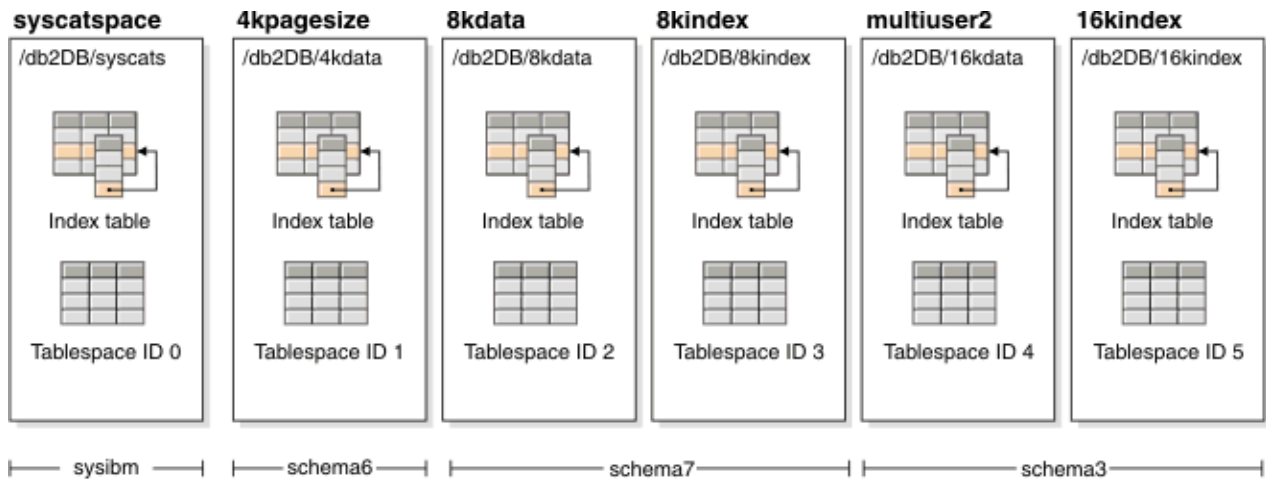 syscatspace 4kpagesize 8kdata 8kindex multiuser2 16kindex
/db2DB/syscats /db2DB/4kdata /db2DB/8kdata /db2DB/8kindex /db2DB/16kdata /db2DB/16kindex
Index table Index table Index table Index table Index table Index table
Tablespace ID 0 Tablespace ID 1 Tablespace ID 2 Tablespace ID 3 Tablespace ID 4 Tablespace ID 5
sysibm schema6 schema7 schema3